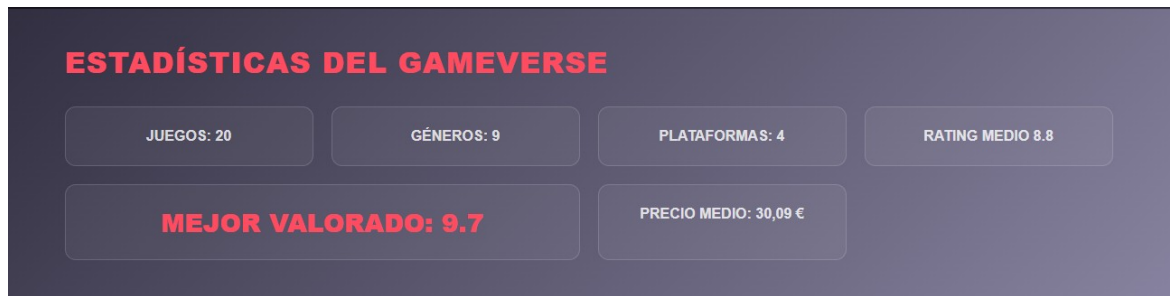 ESTADÍSTICAS DEL GAMEVERSE
JUEGOS: 20
GÉNEROS: 9
PLATAFORMAS: 4
RATING MEDIO 8.8
MEJOR VALORADO: 9.7
PRECIO MEDIO: 30,09 €